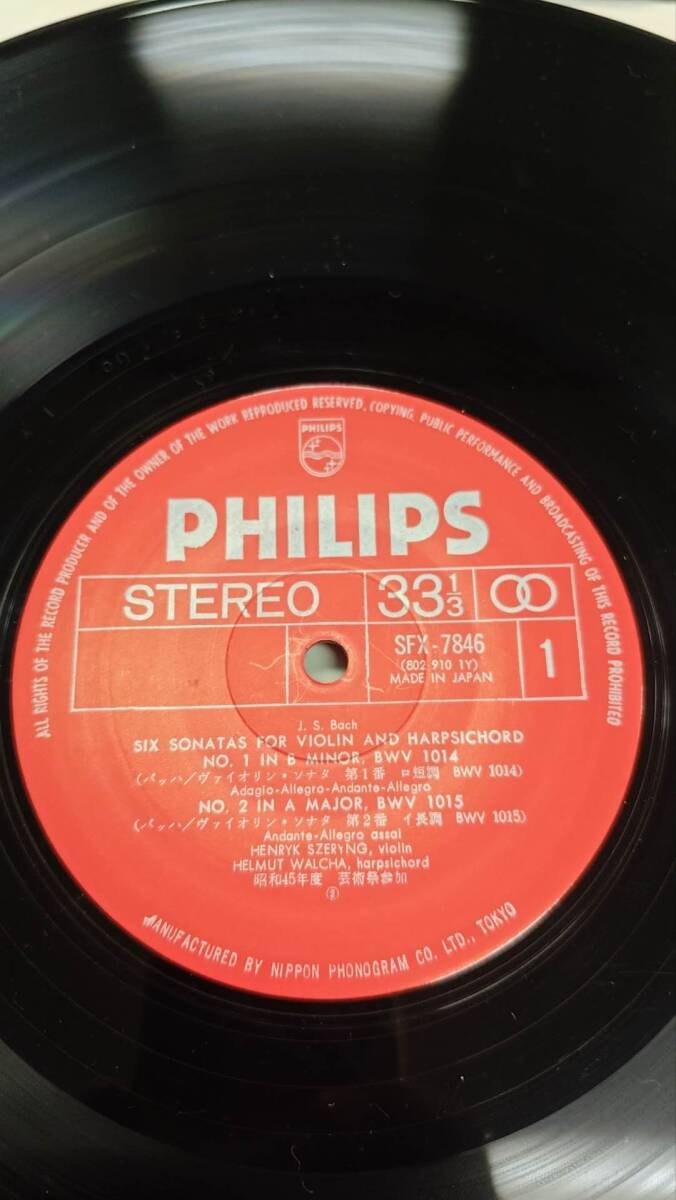 ALL RIGHTS OF THE RECORD PRODUCER AND OF THE OWNER OF THE WORK REPRODUCED RESERVED. COPYING, PUBLIC PERFORMANCE AND BROADCASTING OF THIS RECORD PROHIBITED
PHILIPS
PHILIPS
STEREO 33 1/3
SFX-7846
(802 910 1Y)
MADE IN JAPAN
1
J. S. Bach
SIX SONATAS FOR VIOLIN AND HARPSICHORD
NO. 1 IN B MINOR, BWV 1014
(バッハ/ヴァイオリン・ソナタ 第1番 ロ短調 BWV 1014)
Adagio-Allegro-Andante-Allegro
NO. 2 IN A MAJOR, BWV 1015
(バッハ/ヴァイオリン・ソナタ 第2番 イ長調 BWV 1015)
Andante-Allegro assai
HENRYK SZERYNG, violin
HELMUT WALCHA, harpsichord
昭和45年度 芸術祭参加
MANUFACTURED BY NIPPON PHONOGRAM CO. LTD., TOKYO